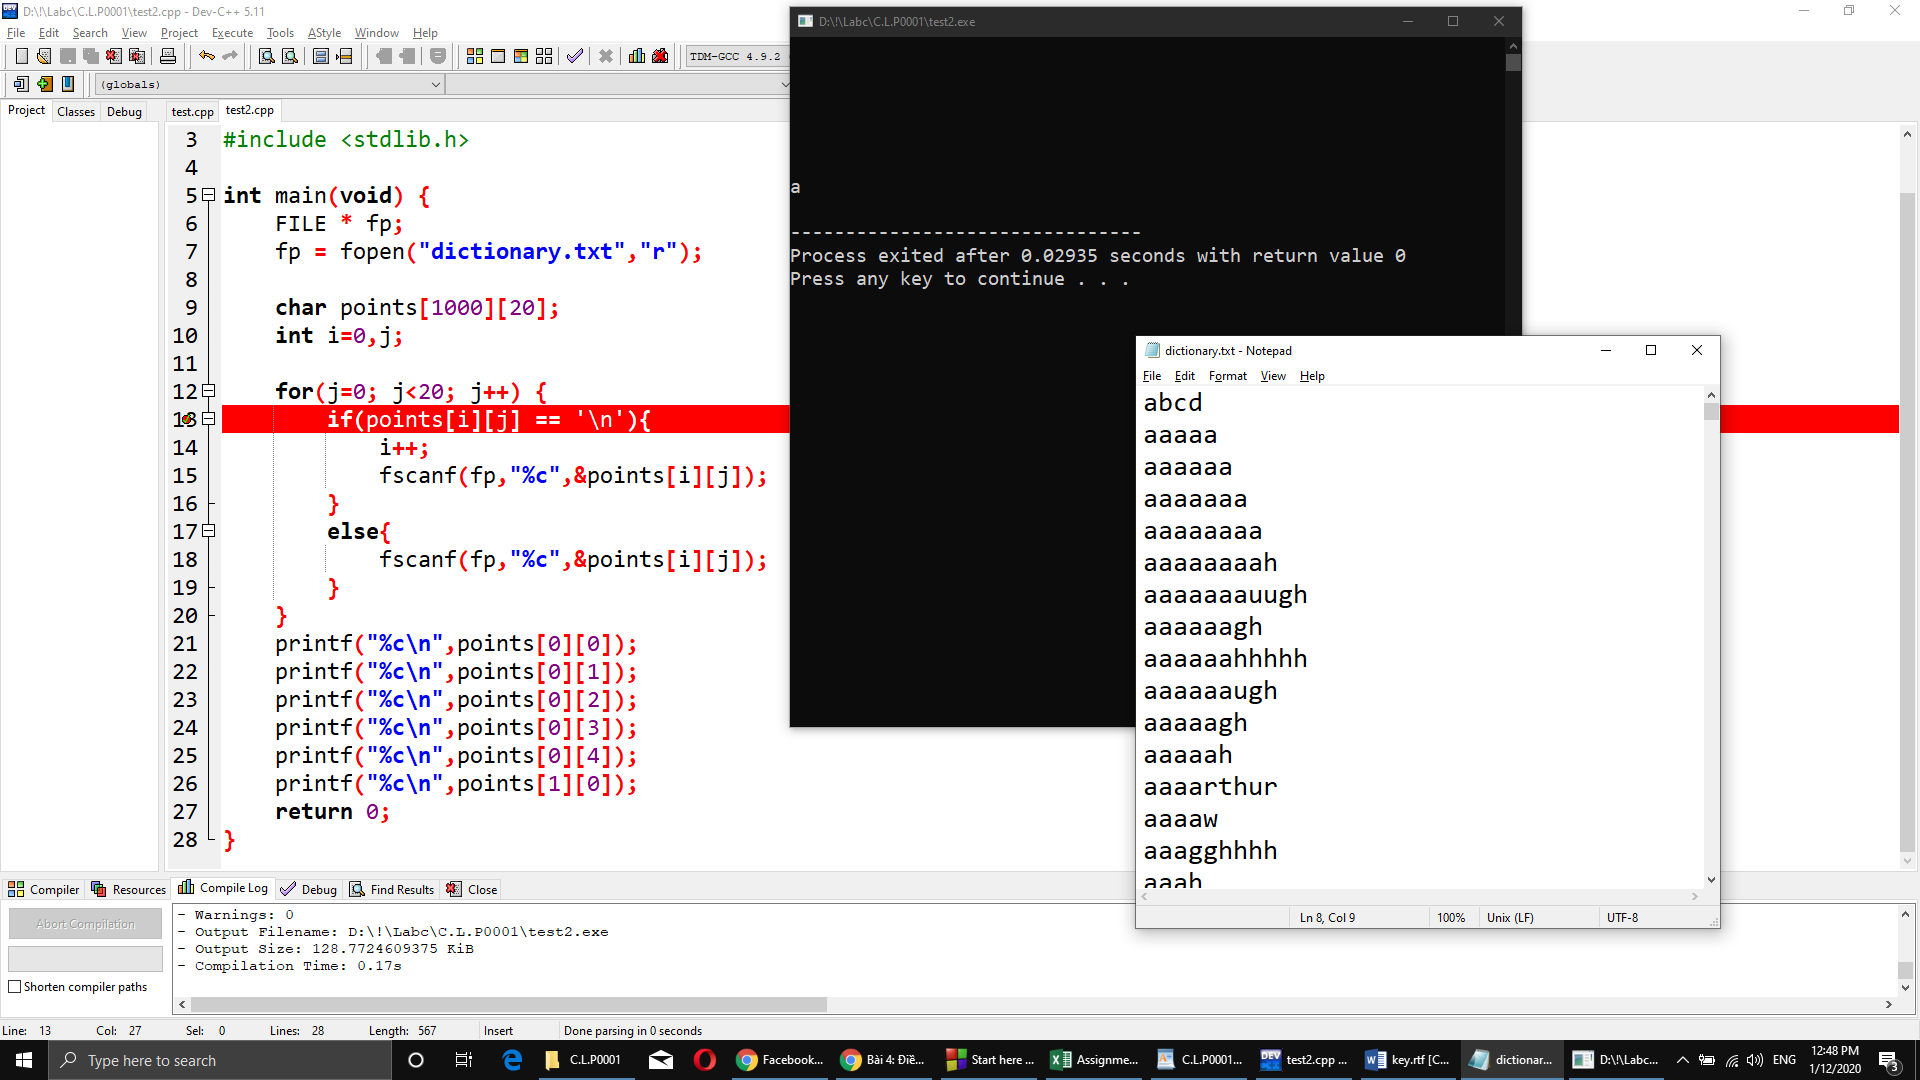 D:\!\Labc\C.L.P0001\test2.cpp - Dev-C++ 5.11
File Edit Search View Project Execute Tools AStyle Window Help
TDM-GCC 4.9.2
(globals)
Project Classes Debug
test.cpp test2.cpp
3 #include <stdlib.h>
4
5 int main(void) {
6 FILE * fp;
7 fp = fopen("dictionary.txt","r");
8
9 char points[1000][20];
10 int i=0,j;
11
12 for(j=0; j<20; j++) {
13 if(points[i][j] == '\n'){
14 i++;
15 fscanf(fp,"%c",&points[i][j]);
16 }
17 else{
18 fscanf(fp,"%c",&points[i][j]);
19 }
20 }
21 printf("%c\n",points[0][0]);
22 printf("%c\n",points[0][1]);
23 printf("%c\n",points[0][2]);
24 printf("%c\n",points[0][3]);
25 printf("%c\n",points[0][4]);
26 printf("%c\n",points[1][0]);
27 return 0;
28 }
D:\!\Labc\C.L.P0001\test2.exe
a
--------------------------------
Process exited after 0.02935 seconds with return value 0
Press any key to continue . . .
dictionary.txt - Notepad
File Edit Format View Help
abcd
aaaaa
aaaaaa
aaaaaaa
aaaaaaaa
aaaaaaaah
aaaaaaauugh
aaaaaagh
aaaaaahhhhh
aaaaaaugh
aaaaagh
aaaaah
aaaarthur
aaaaw
aaagghhhh
aaah
Ln 8, Col 9 100% Unix (LF) UTF-8
Compiler Resources Compile Log Debug Find Results Close
Abort Compilation
Shorten compiler paths
- Warnings: 0
- Output Filename: D:\!\Labc\C.L.P0001\test2.exe
- Output Size: 128.7724609375 KiB
- Compilation Time: 0.17s
Line: 13 Col: 27 Sel: 0 Lines: 28 Length: 567 Insert Done parsing in 0 seconds
Type here to search
C.L.P0001
Facebook...
Bài 4: Điề...
Start here ...
Assignme...
C.L.P0001...
test2.cpp ...
key.rtf [C...
dictionar...
D:\!\Labc...
ENG
12:48 PM
1/12/2020
3